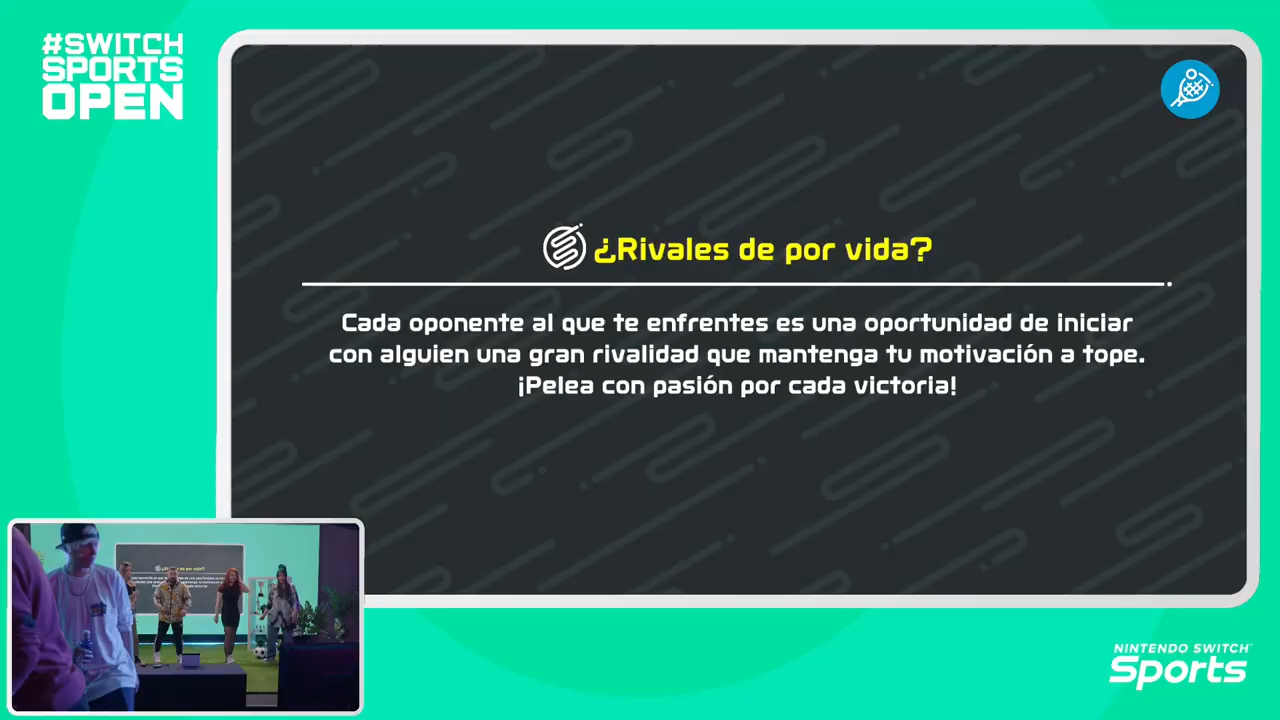 #SWITCH
SPORTS
OPEN
¿Rivales de por vida?
Cada oponente al que te enfrentes es una oportunidad de iniciar
con alguien una gran rivalidad que mantenga tu motivación a tope.
¡Pelea con pasión por cada victoria!
NINTENDO SWITCH
Sports